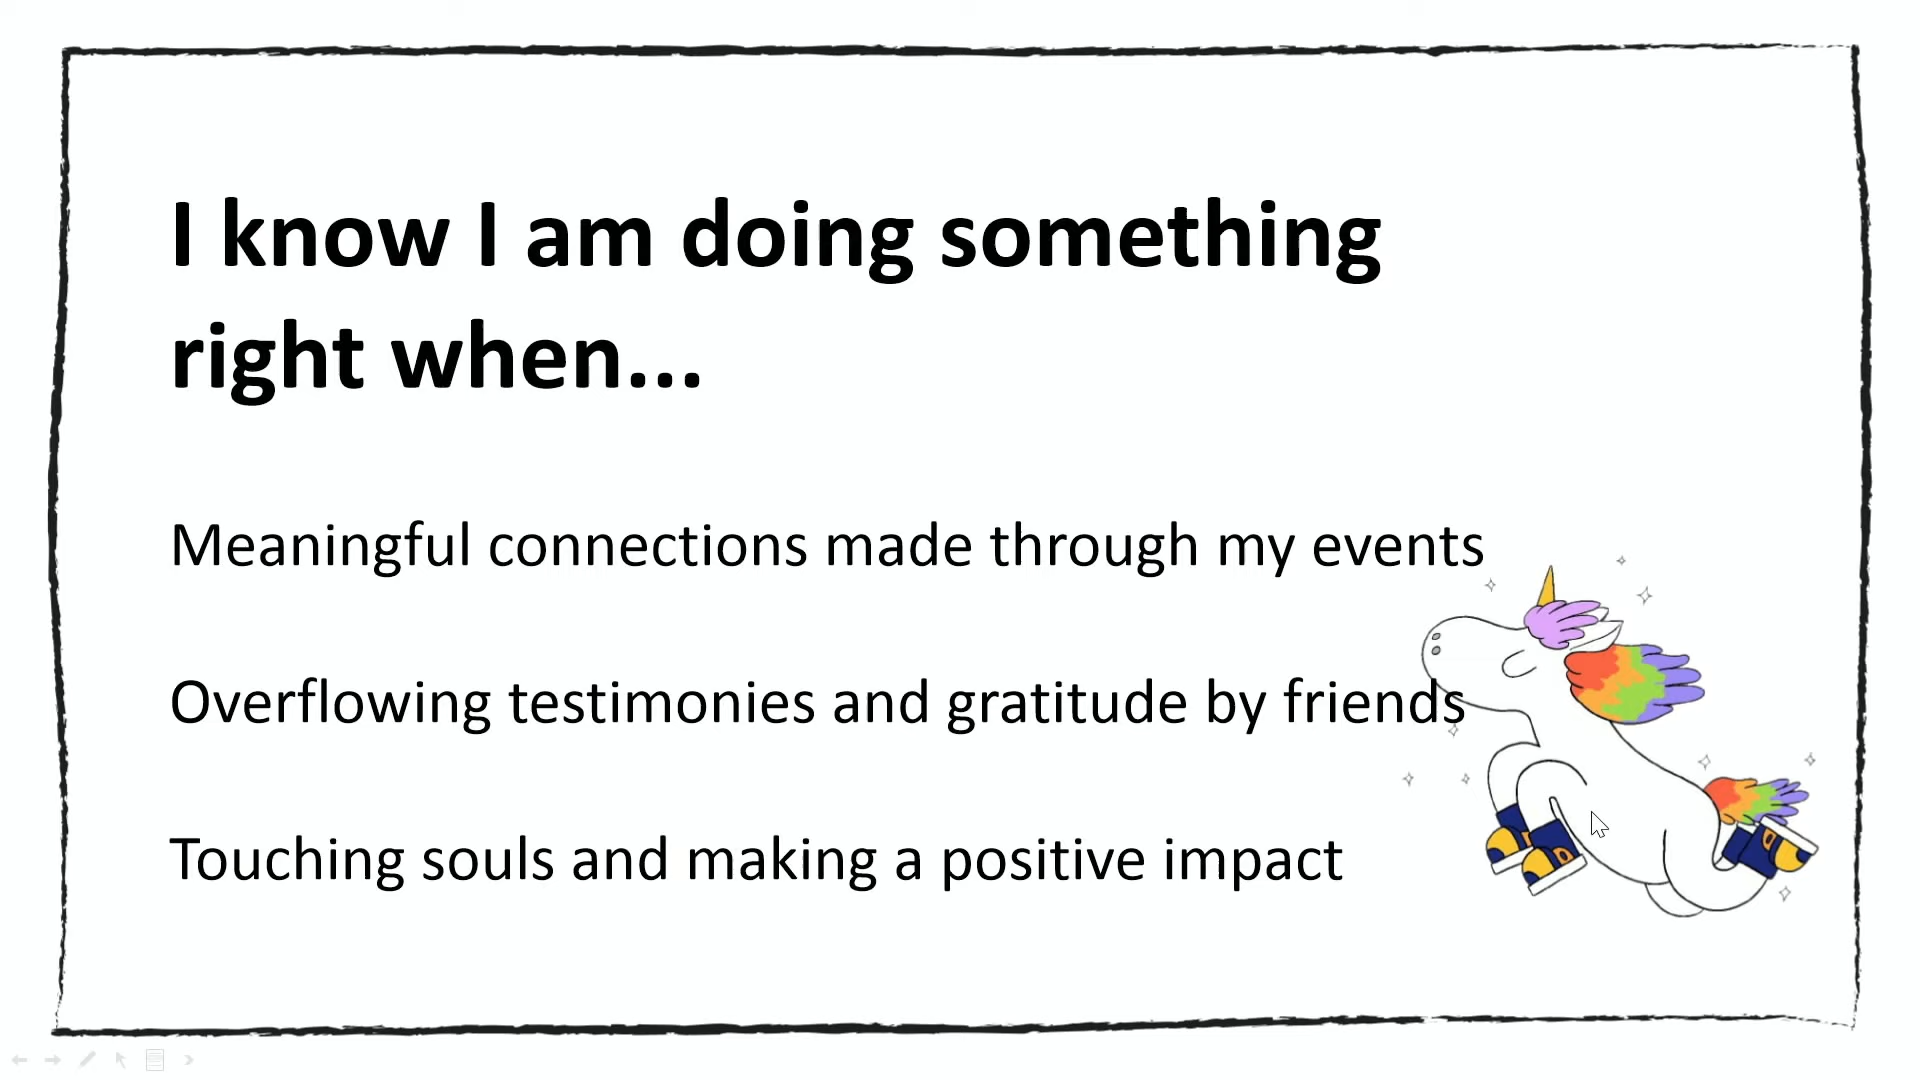 I know I am doing something
right when...
Meaningful connections made through my events
Overflowing testimonies and gratitude by friends
Touching souls and making a positive impact